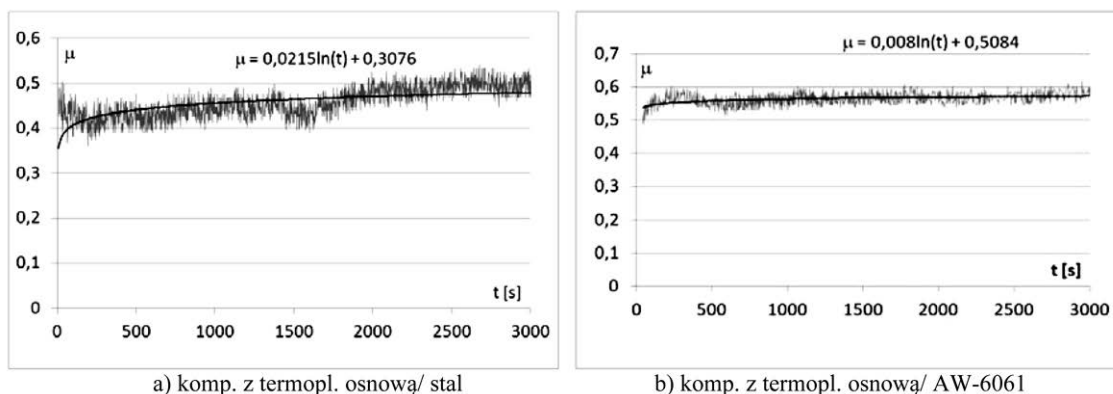 0,6
μ
μ = 0,0215ln(t) + 0,3076
0,5
0,4
0,3
0,2
0,1
t [s]
0
0 500 1000 1500 2000 2500 3000
a) komp. z termopl. osnową/ stal
μ = 0,008ln(t) + 0,5084
0,7
μ
0,6
0,5
0,4
0,3
0,2
0,1
t [s]
0
0 500 1000 1500 2000 2500 3000
b) komp. z termopl. osnową/ AW-6061